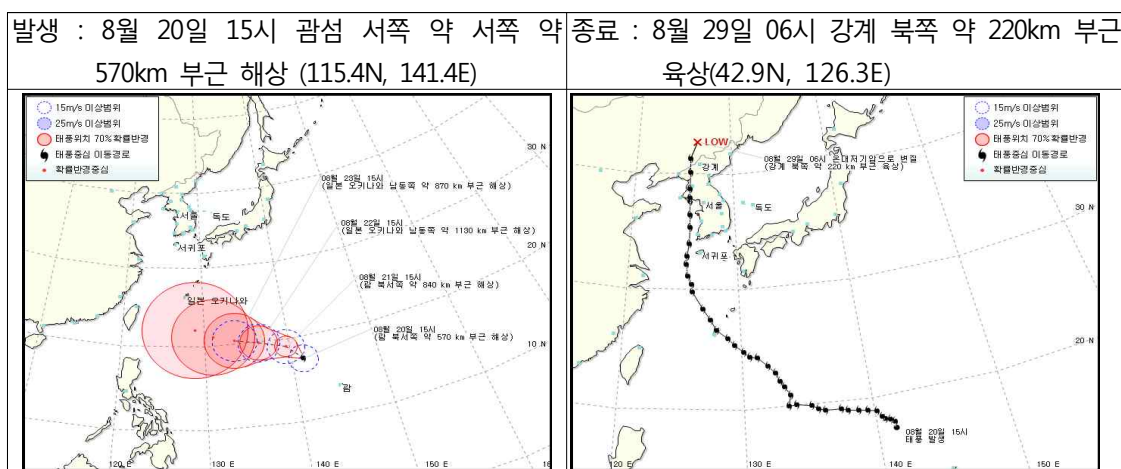 발생 : 8월 20일 15시 괌섬 서쪽 약 서쪽 약
570km 부근 해상 (115.4N, 141.4E)
종료 : 8월 29일 06시 강계 북쪽 약 220km 부근
육상(42.9N, 126.3E)
15m/s 이상범위
25m/s 이상범위
태풍위치 70%확률반경
태풍중심 이동경로
확률반경중심
30 N
08월 23일 15시
(일본 오키나와 남동쪽 약 870 km 부근 해상)
서울
독도
08월 22일 15시
(일본 오키나와 남동쪽 약 1130 km 부근 해상)
서귀포
20 N
08월 21일 15시
(괌 북서쪽 약 840 km 부근 해상)
일본 오키나와
08월 20일 15시
(괌 북서쪽 약 570 km 부근 해상)
10 N
괌
120 E
130 E
140 E
150 E
16
15m/s 이상범위
25m/s 이상범위
태풍위치 70%확률반경
태풍중심 이동경로
확률반경중심
LOW
08월 29일 06시 온대저기압으로 변질
(강계 북쪽 약 220 km 부근 육상)
강계
서울
독도
30 N
서귀포
20 N
08월 20일 15시
태풍 발생
120 E
130 E
140 E
150 E